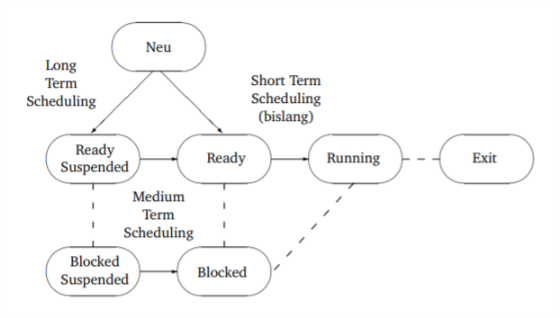 Neu
Long
Term
Scheduling
Short Term
Scheduling
(bislang)
Ready
Suspended
Ready
Running
Exit
Medium
Term
Scheduling
Blocked
Suspended
Blocked